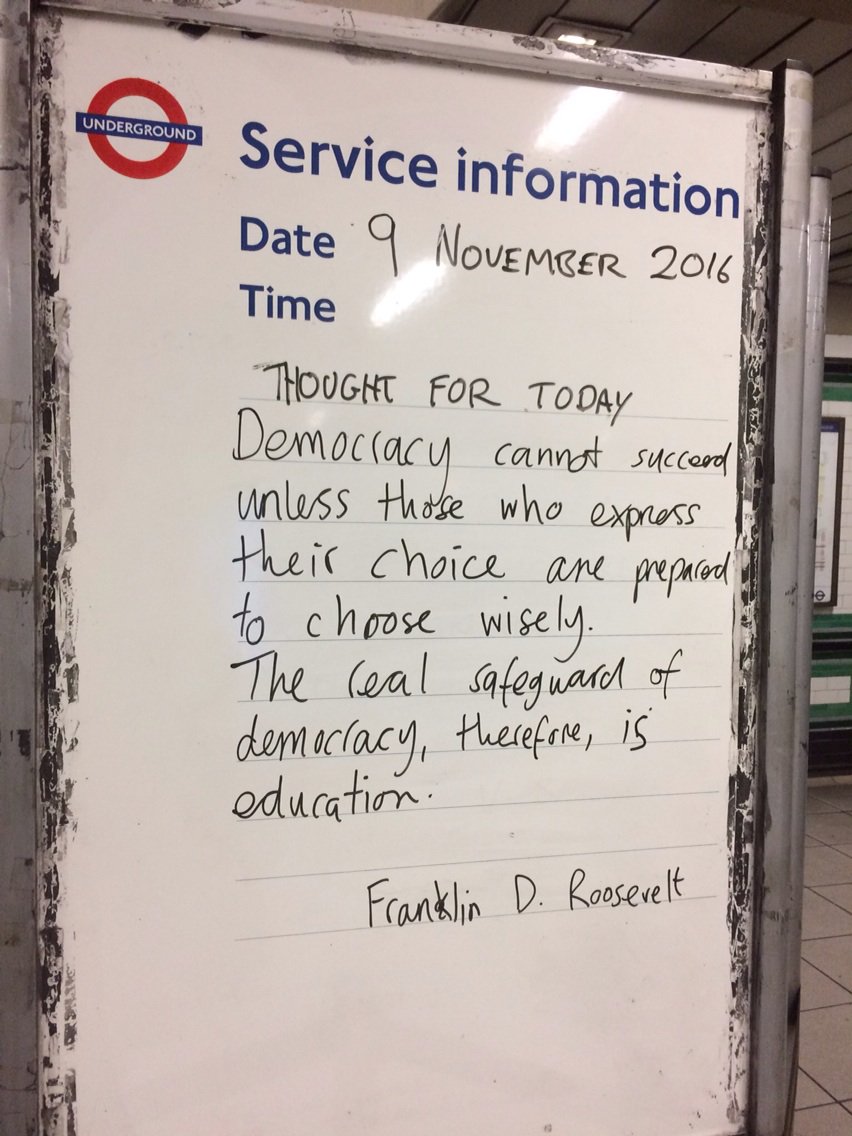 UNDERGROUND
Service information
Date 9 NOVEMBER 2016
Time
THOUGHT FOR TODAY
Democracy cannot succeed
unless those who express
their choice are prepared
to choose wisely.
The real safeguard of
democracy, therefore, is
education.
Franklin D. Roosevelt